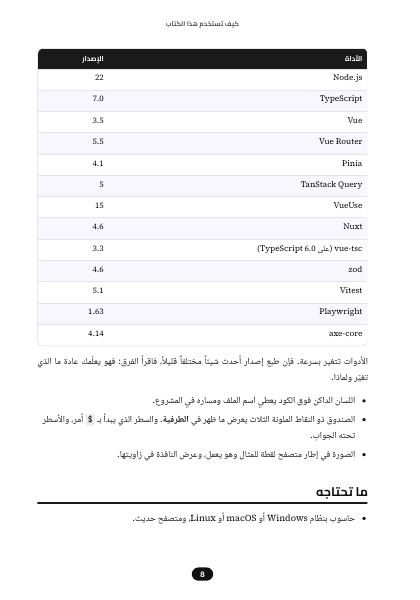 كيف تستخدم هذا الكتاب
الأداة الإصدار
Node.js 22
TypeScript 7.0
Vue 3.5
Vue Router 5.5
Pinia 4.1
TanStack Query 5
VueUse 15
Nuxt 4.6
vue-tsc (على TypeScript 6.0) 3.3
zod 4.6
Vitest 5.1
Playwright 1.63
axe-core 4.14
الأدوات تتغير بسرعة. فإن طبع إصدار أحدث شيئاً مختلفاً قليلاً، فاقرأ الفرق: فهو يعلّمك عادة ما الذي
تغيّر ولماذا.
• اللسان الداكن فوق الكود يعطي اسم الملف ومساره في المشروع.
• الصندوق ذو النقاط الملونة الثلاث يعرض ما ظهر في الطرفية. والسطر الذي يبدأ بـ $ أمر، والأسطر
تحته الجواب.
• الصورة في إطار متصفح لقطة للمثال وهو يعمل، وعرض النافذة في زاويتها.
ما تحتاجه
• حاسوب بنظام Windows أو macOS أو Linux، ومتصفح حديث.
8